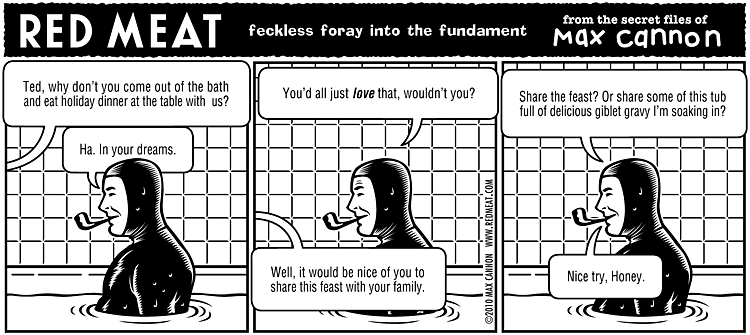 RED MEAT
feckless foray into the fundament
from the secret files of
Max cannon
Ted, why don't you come out of the bath
and eat holiday dinner at the table with us?
Ha. In your dreams.
You'd all just love that, wouldn't you?
Well, it would be nice of you to
share this feast with your family.
©2010 MAX CANNON WWW.REDMEAT.COM
Share the feast? Or share some of this tub
full of delicious giblet gravy I'm soaking in?
Nice try, Honey.